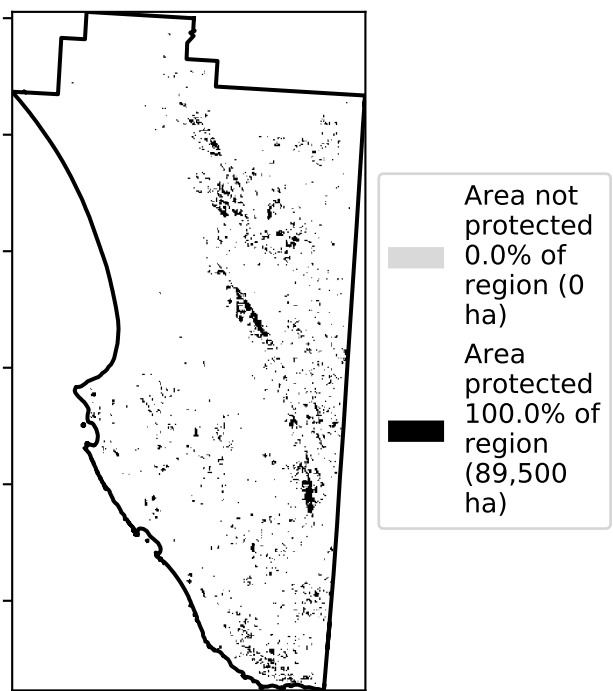 Area not
protected
0.0% of
region (0
ha)
Area
protected
100.0% of
region
(89,500
ha)